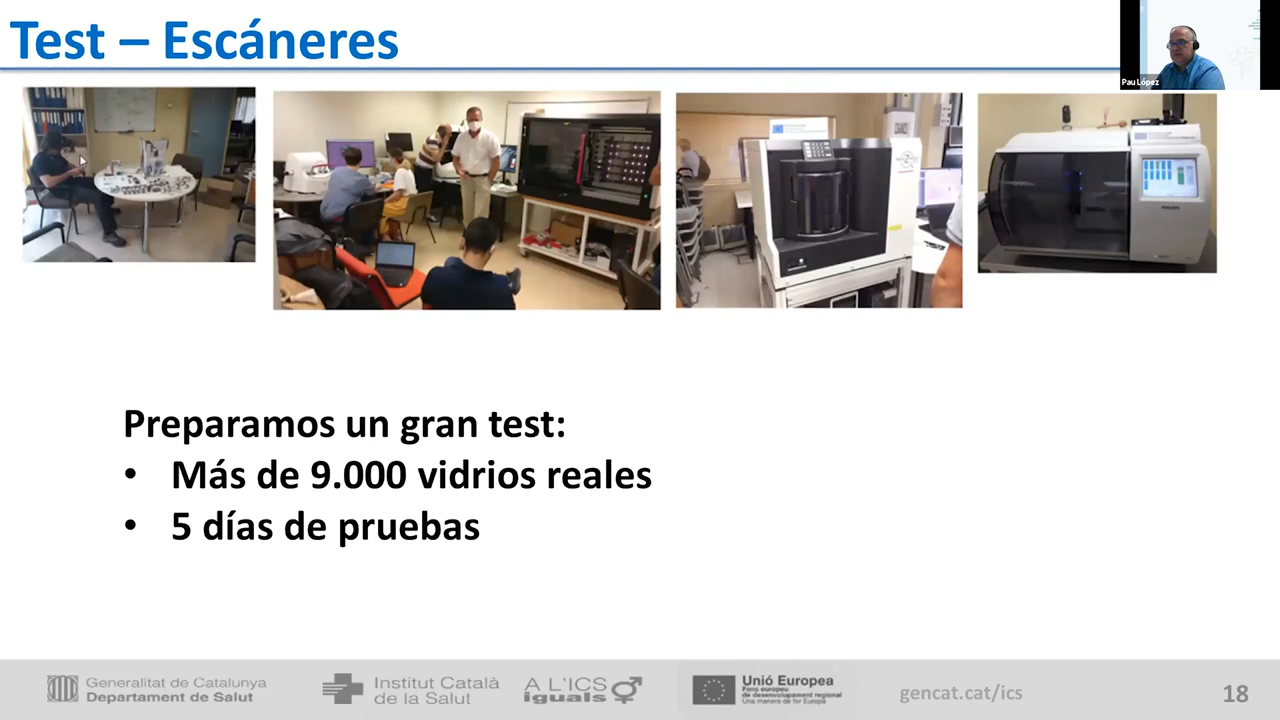 Test – Escáneres
Pau López
Preparamos un gran test:
• Más de 9.000 vidrios reales
• 5 días de pruebas
Generalitat de Catalunya
Departament de Salut
Institut Català
de la Salut
A L'ICS
iguals
Unió Europea
Fons europeu
de desenvolupament regional
Una manera de fer Europa
gencat.cat/ics
18